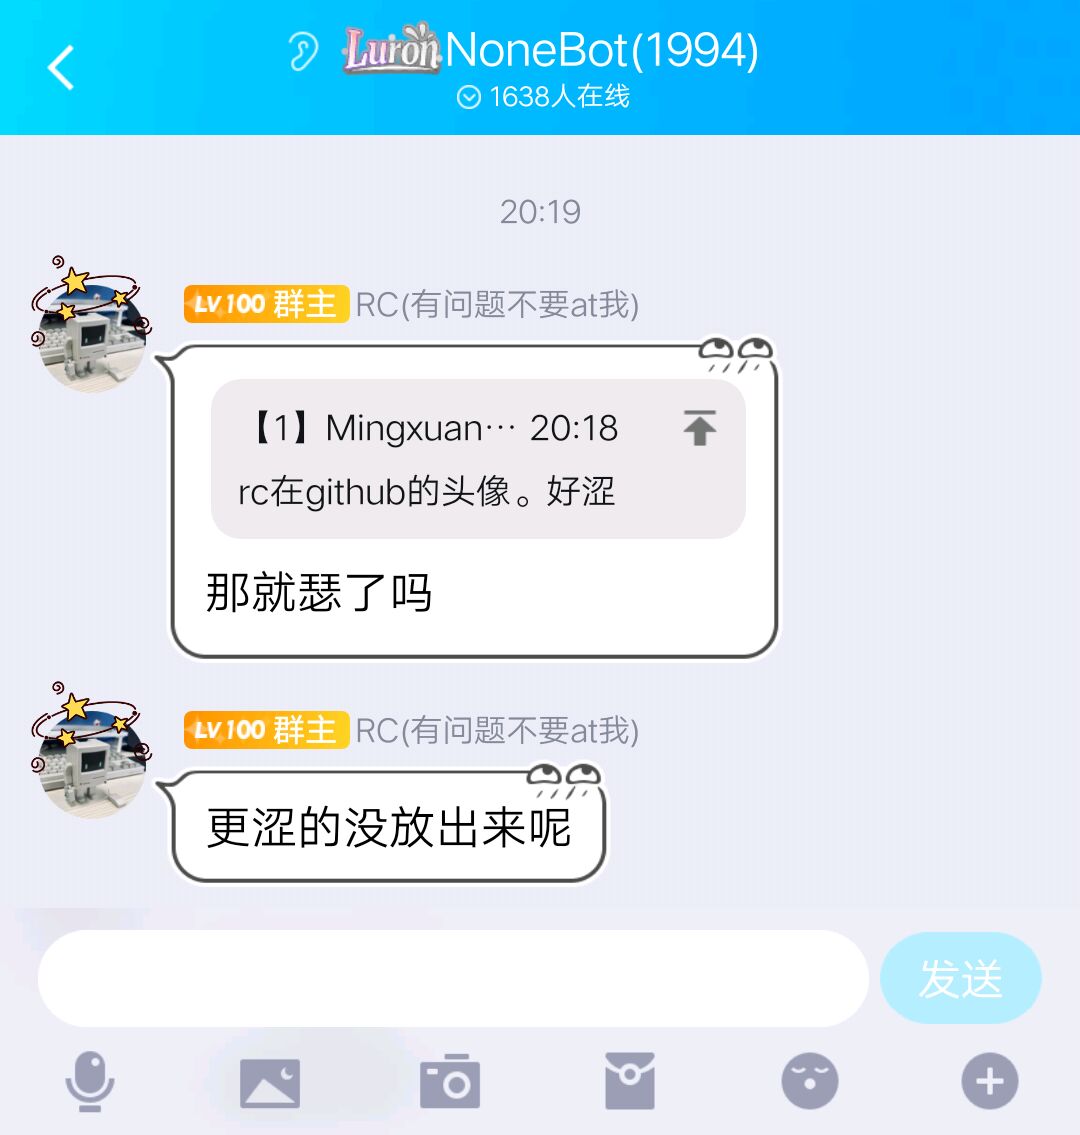 Luron NoneBot(1994)
1638人在线
20:19
LV100 群主 RC(有问题不要at我)
【1】Mingxuan… 20:18
rc在github的头像。好涩
那就瑟了吗
LV100 群主 RC(有问题不要at我)
更涩的没放出来呢
发送